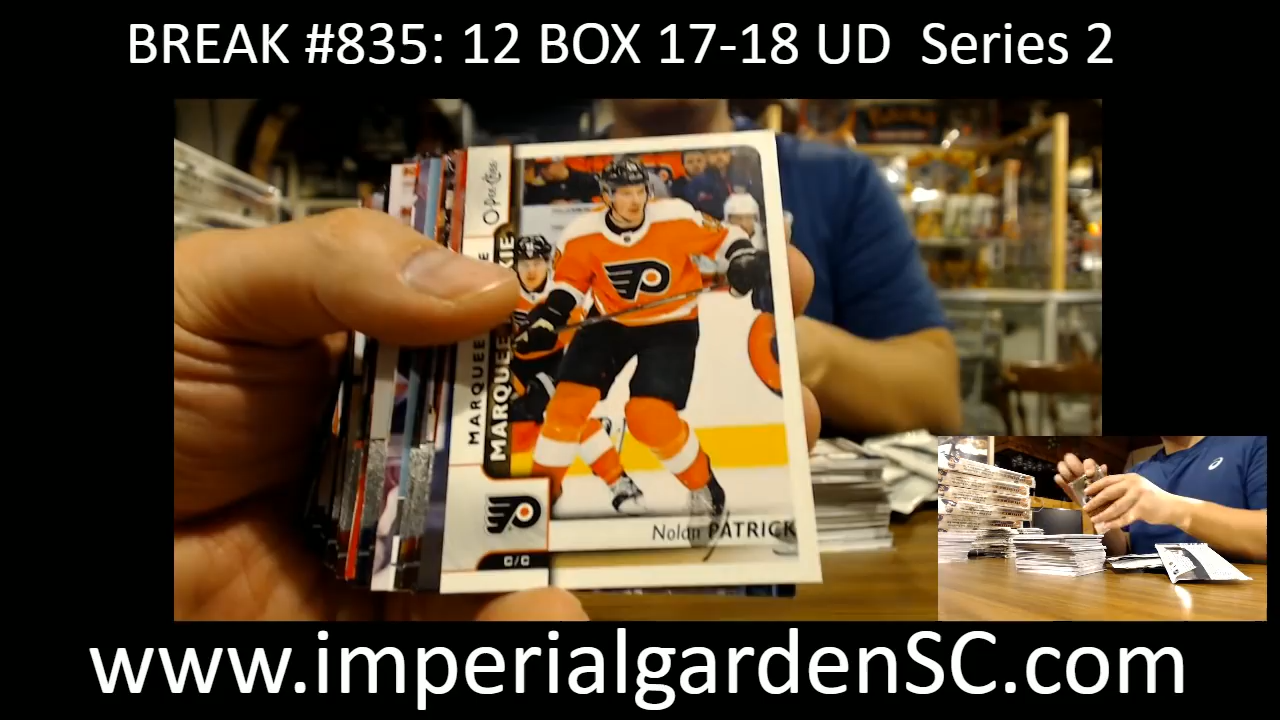 BREAK #835: 12 BOX 17-18 UD  Series 2
O-Pee-Chee
MARQUEE
MARQUEE
Nolan PATRICK
C/C
www.imperialgardenSC.com